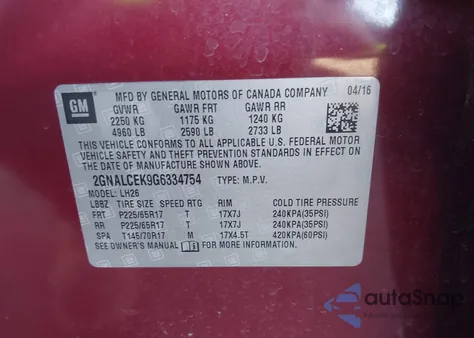 GM
MFD BY GENERAL MOTORS OF CANADA COMPANY 04/16
GVWR GAWR FRT GAWR RR
2250 KG 1175 KG 1240 KG
4960 LB 2590 LB 2733 LB
THIS VEHICLE CONFORMS TO ALL APPLICABLE U.S. FEDERAL MOTOR
VEHICLE SAFETY AND THEFT PREVENTION STANDARDS IN EFFECT ON
THE DATE OF MANUFACTURE SHOWN ABOVE.
2GNALCEK9G6334754 TYPE: M.P.V.
MODEL: LH26
LBBZ TIRE SIZE SPEED RTG RIM COLD TIRE PRESSURE
FRT P225/65R17 T 17X7J 240KPA(35PSI)
RR P225/65R17 T 17X7J 240KPA(35PSI)
SPA T145/70R17 M 17X4.5T 420KPA(60PSI)
SEE OWNER'S MANUAL FOR MORE INFORMATION
autoSnap